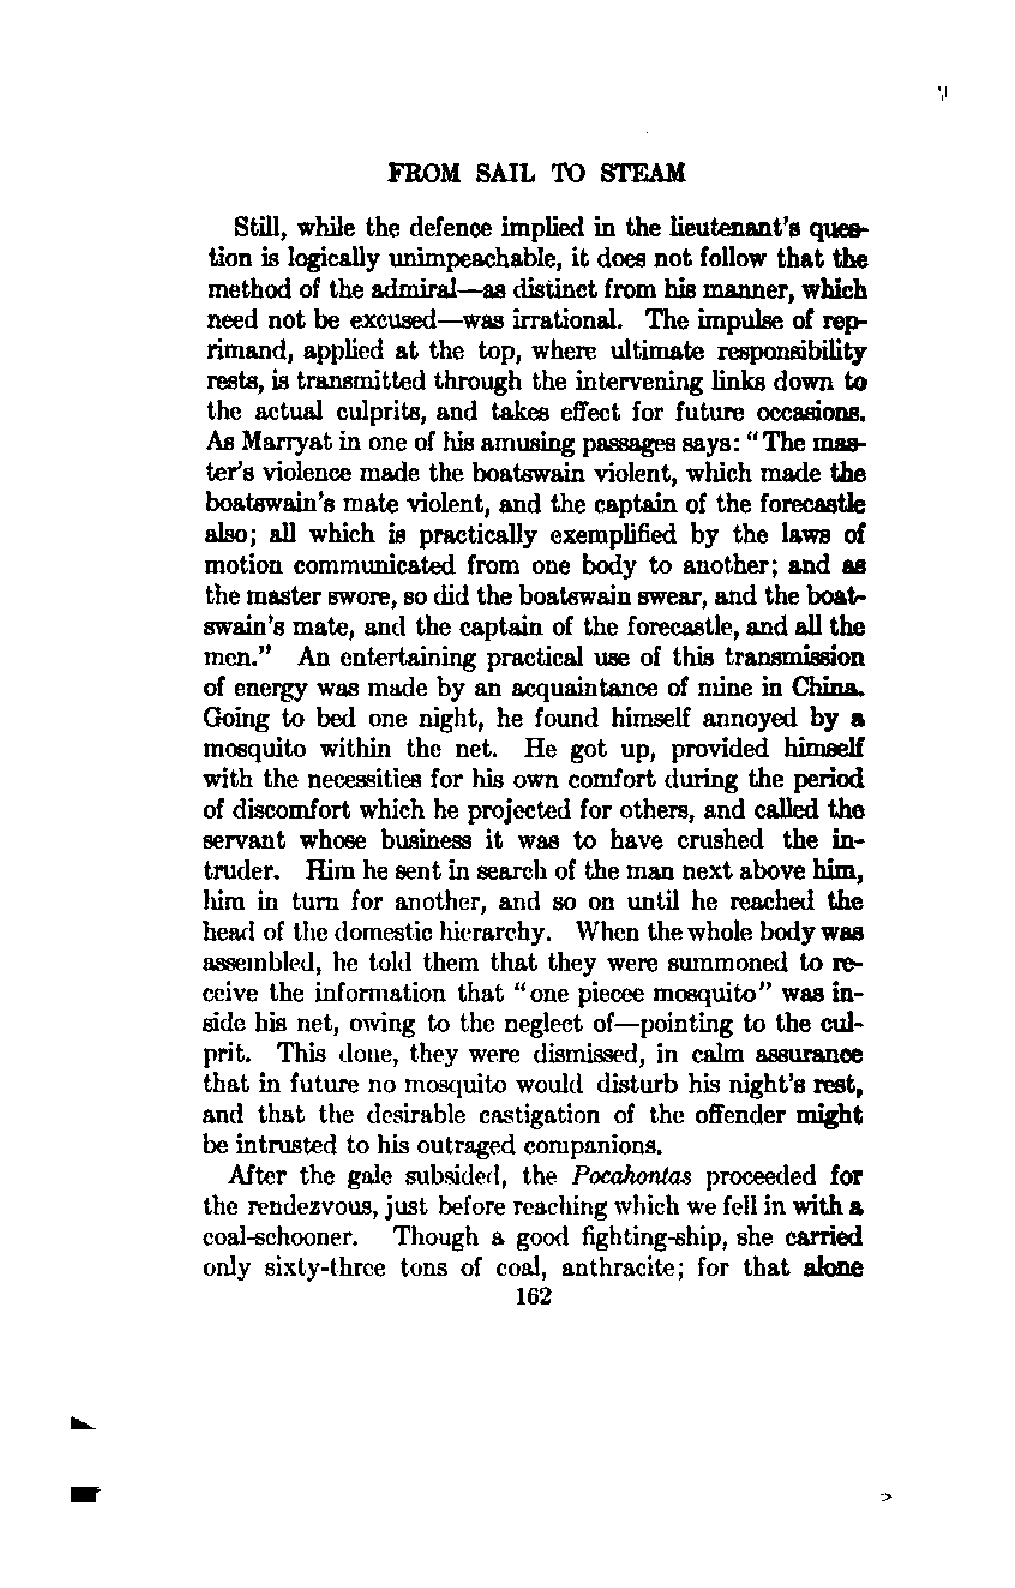 FROM SAIL TO STEAM
Still, while the defence implied in the lieutenant's ques-
tion is logically unimpeachable, it does not follow that the
method of the admiral—as distinct from his manner, which
need not be excused—was irrational. The impulse of rep-
rimand, applied at the top, where ultimate responsibility
rests, is transmitted through the intervening links down to
the actual culprits, and takes effect for future occasions.
As Marryat in one of his amusing passages says: "The mas-
ter's violence made the boatswain violent, which made the
boatswain's mate violent, and the captain of the forecastle
also; all which is practically exemplified by the laws of
motion communicated from one body to another; and as
the master swore, so did the boatswain swear, and the boat-
swain's mate, and the captain of the forecastle, and all the
men." An entertaining practical use of this transmission
of energy was made by an acquaintance of mine in China.
Going to bed one night, he found himself annoyed by a
mosquito within the net. He got up, provided himself
with the necessities for his own comfort during the period
of discomfort which he projected for others, and called the
servant whose business it was to have crushed the in-
truder. Him he sent in search of the man next above him,
him in turn for another, and so on until he reached the
head of the domestic hierarchy. When the whole body was
assembled, he told them that they were summoned to re-
ceive the information that "one piecee mosquito" was in-
side his net, owing to the neglect of—pointing to the cul-
prit. This done, they were dismissed, in calm assurance
that in future no mosquito would disturb his night's rest,
and that the desirable castigation of the offender might
be intrusted to his outraged companions.
After the gale subsided, the Pocahontas proceeded for
the rendezvous, just before reaching which we fell in with a
coal-schooner. Though a good fighting-ship, she carried
only sixty-three tons of coal, anthracite; for that alone
162